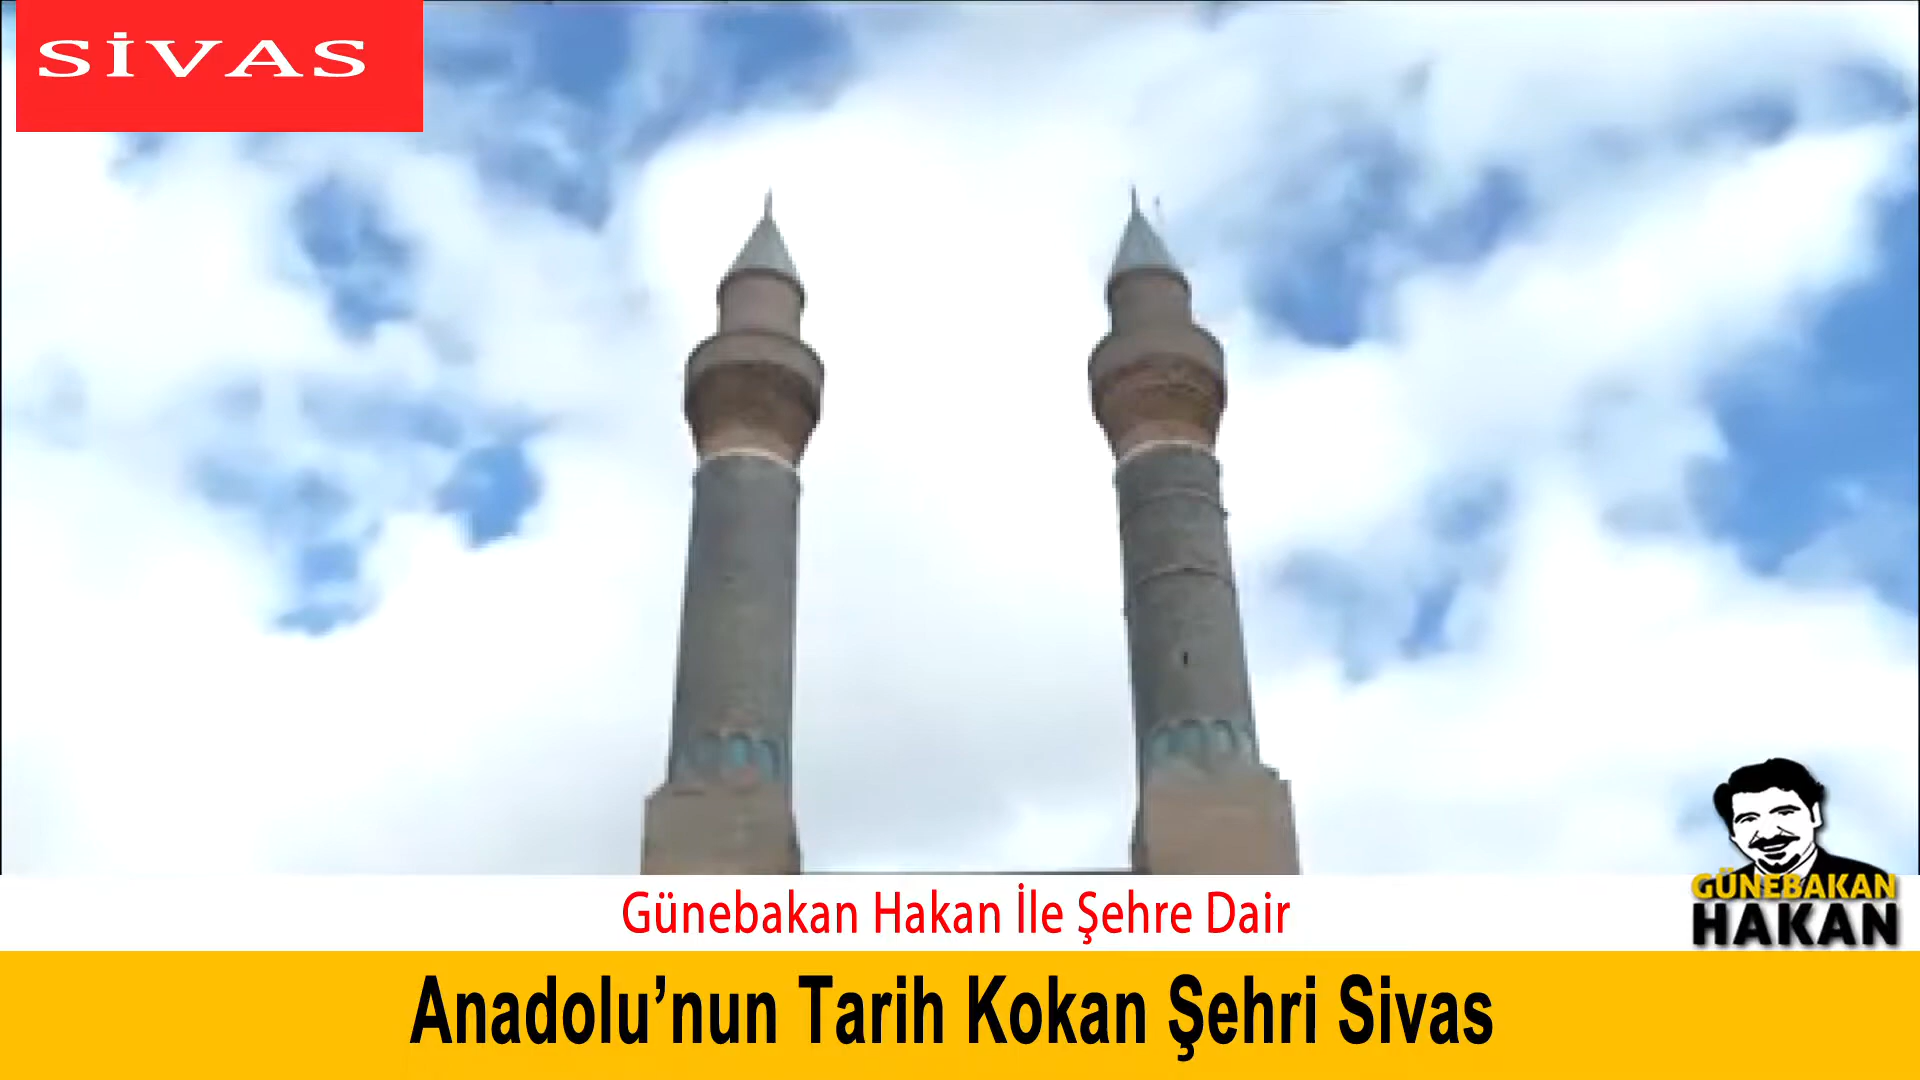 SİVAS
Günebakan Hakan İle Şehre Dair
GÜNEBAKAN
HAKAN
Anadolu’nun Tarih Kokan Şehri Sivas